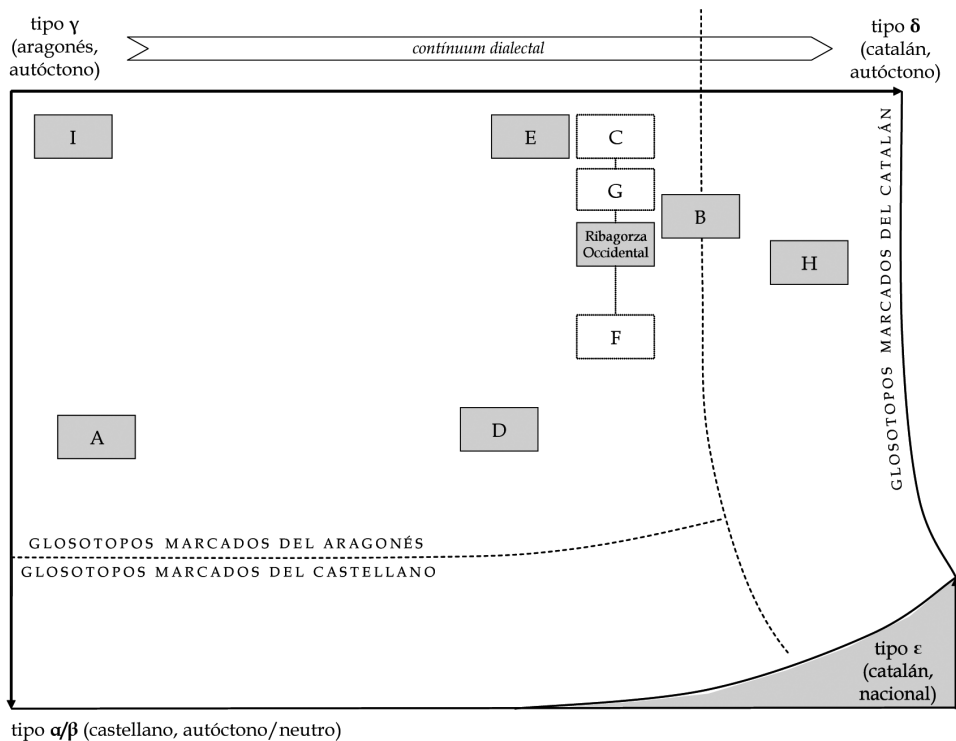 tipo γ
(aragonés,
autóctono)
contínuum dialectal
tipo δ
(catalán,
autóctono)
I
E
C
G
B
Ribagorza
Occidental
H
F
A
D
GLOSOTOPOS MARCADOS DEL CATALÁN
GLOSOTOPOS MARCADOS DEL ARAGONÉS
GLOSOTOPOS MARCADOS DEL CASTELLANO
tipo ε
(catalán,
nacional)
tipo α/β (castellano, autóctono/neutro)